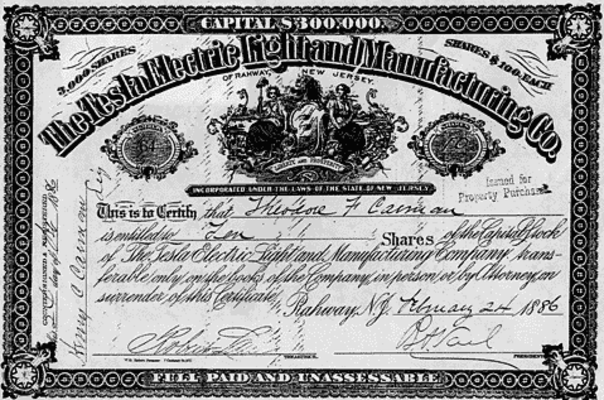 CAPITAL $300,000.
3,000 SHARES
SHARES $100. EACH
The Tesla Electric Light and Manufacturing Co.
OF RAHWAY, NEW JERSEY.
LIBERTY AND PROSPERITY
INCORPORATED UNDER THE LAWS OF THE STATE OF NEW JERSEY.
Issued for
Property Purchase
This is to Certify that Theodore F Carman
is entitled to Ten Shares of the Capital Stock
of The Tesla Electric Light and Manufacturing Company, trans-
ferable only on the books of the Company in person or by Attorney on
surrender of this Certificate.
Rahway, N.J. February 24 1886
TREASURER.
PRESIDENT
FULL PAID AND UNASSESSABLE